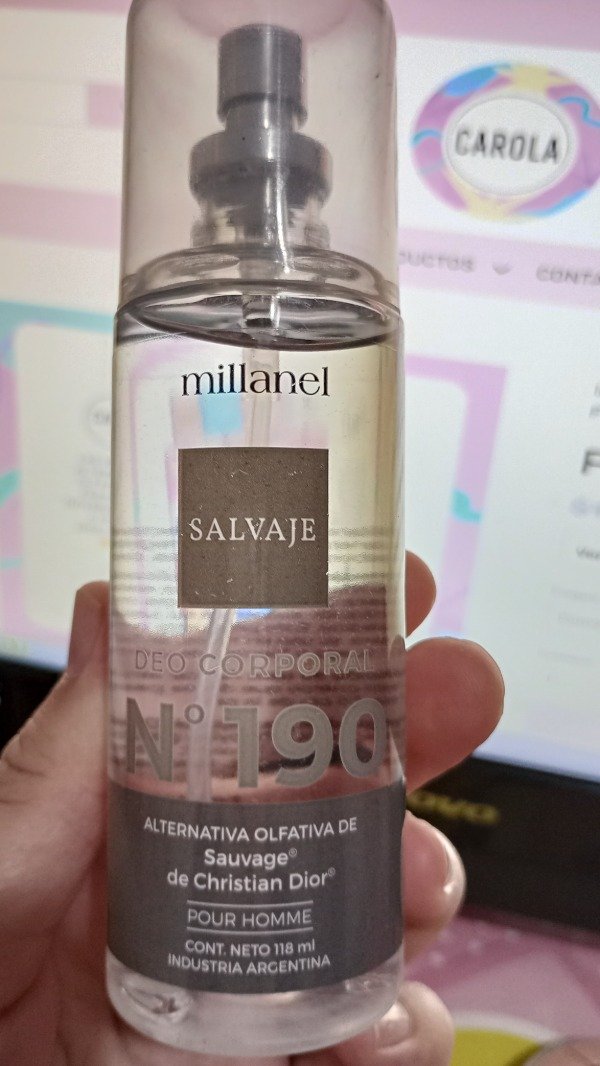 CAROLA
millanel
SALVAJE
DEO CORPORAL
N° 190
ALTERNATIVA OLFATIVA DE
Sauvage®
de Christian Dior®
POUR HOMME
CONT. NETO 118 ml
INDUSTRIA ARGENTINA